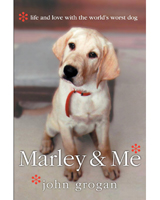 life and love with the world's worst dog
Marley & Me
john grogan